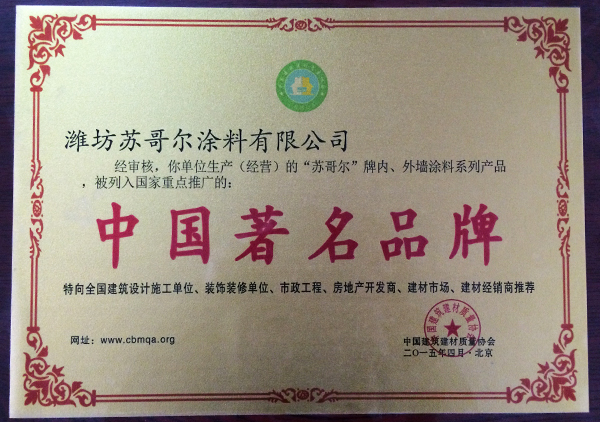 潍坊苏哥尔涂料有限公司
经审核，你单位生产（经营）的“苏哥尔”牌内、外墙涂料系列产品
，被列入国家重点推广的：
中国著名品牌
特向全国建筑设计施工单位、装饰装修单位、市政工程、房地产开发商、建材市场、建材经销商推荐
网址：www.cbmqa.org
中国建筑建材质量协会
二〇一五年四月·北京